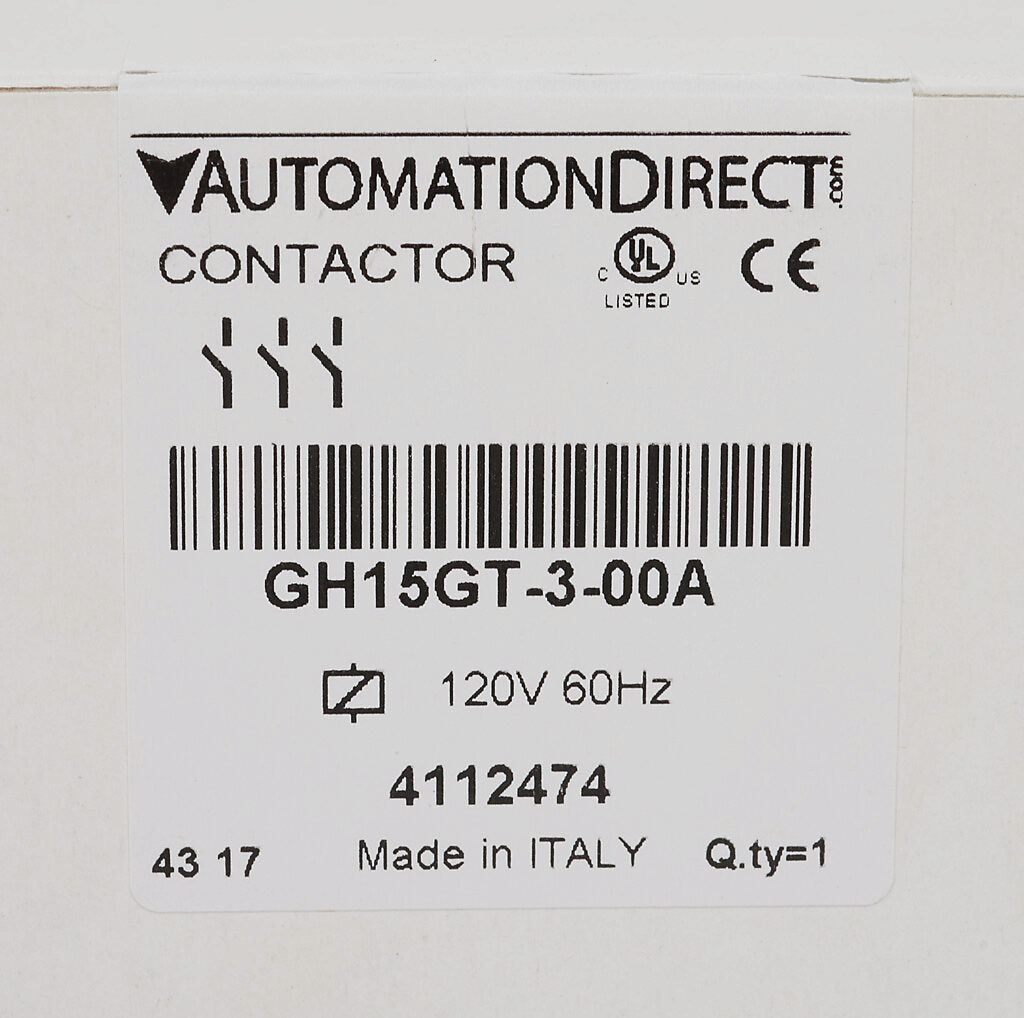 AUTOMATIONDIRECT.com
CONTACTOR
C UL US CE
LISTED
GH15GT-3-00A
120V 60Hz
4112474
43 17 Made in ITALY Q.ty=1